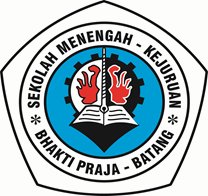 SEKOLAH MENENGAH - KEJURUAN
* BHAKTI PRAJA - BATANG *